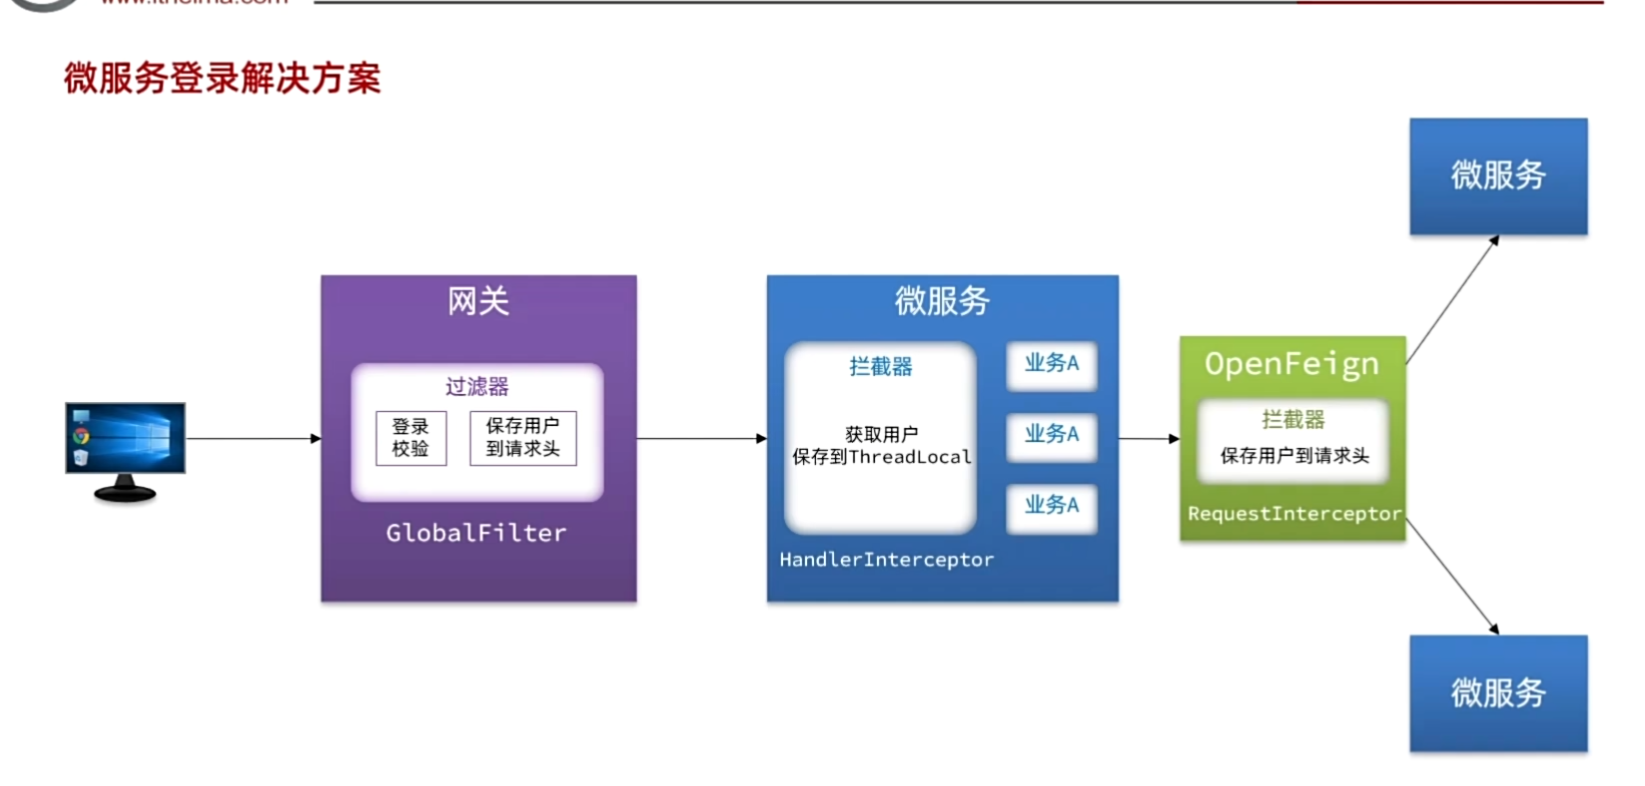 www.itheima.com
微服务登录解决方案
网关
过滤器
登录
校验
保存用户
到请求头
GlobalFilter
微服务
拦截器
获取用户
保存到ThreadLocal
HandlerInterceptor
业务A
业务A
业务A
OpenFeign
拦截器
保存用户到请求头
RequestInterceptor
微服务
微服务